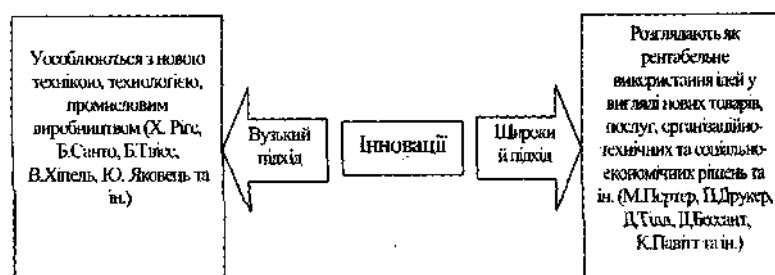 Уособлюються з новою
технікою, технологією,
промисловим
виробництвом (Х. Ріге,
Б.Санто, Б.Твісс,
В.Хіпель, Ю. Яковець та
ін.)
Вузький
підхід
Інновації
Широки
й підхід
Розглядають як
рентабельне
використання ідей у
вигляді нових товарів,
послуг, організаційно-
технічних та соціально-
економічних рішень та
ін. (М.Портер, П.Друкер,
Д.Тідд, Д.Бессант,
К.Павітт та ін.)